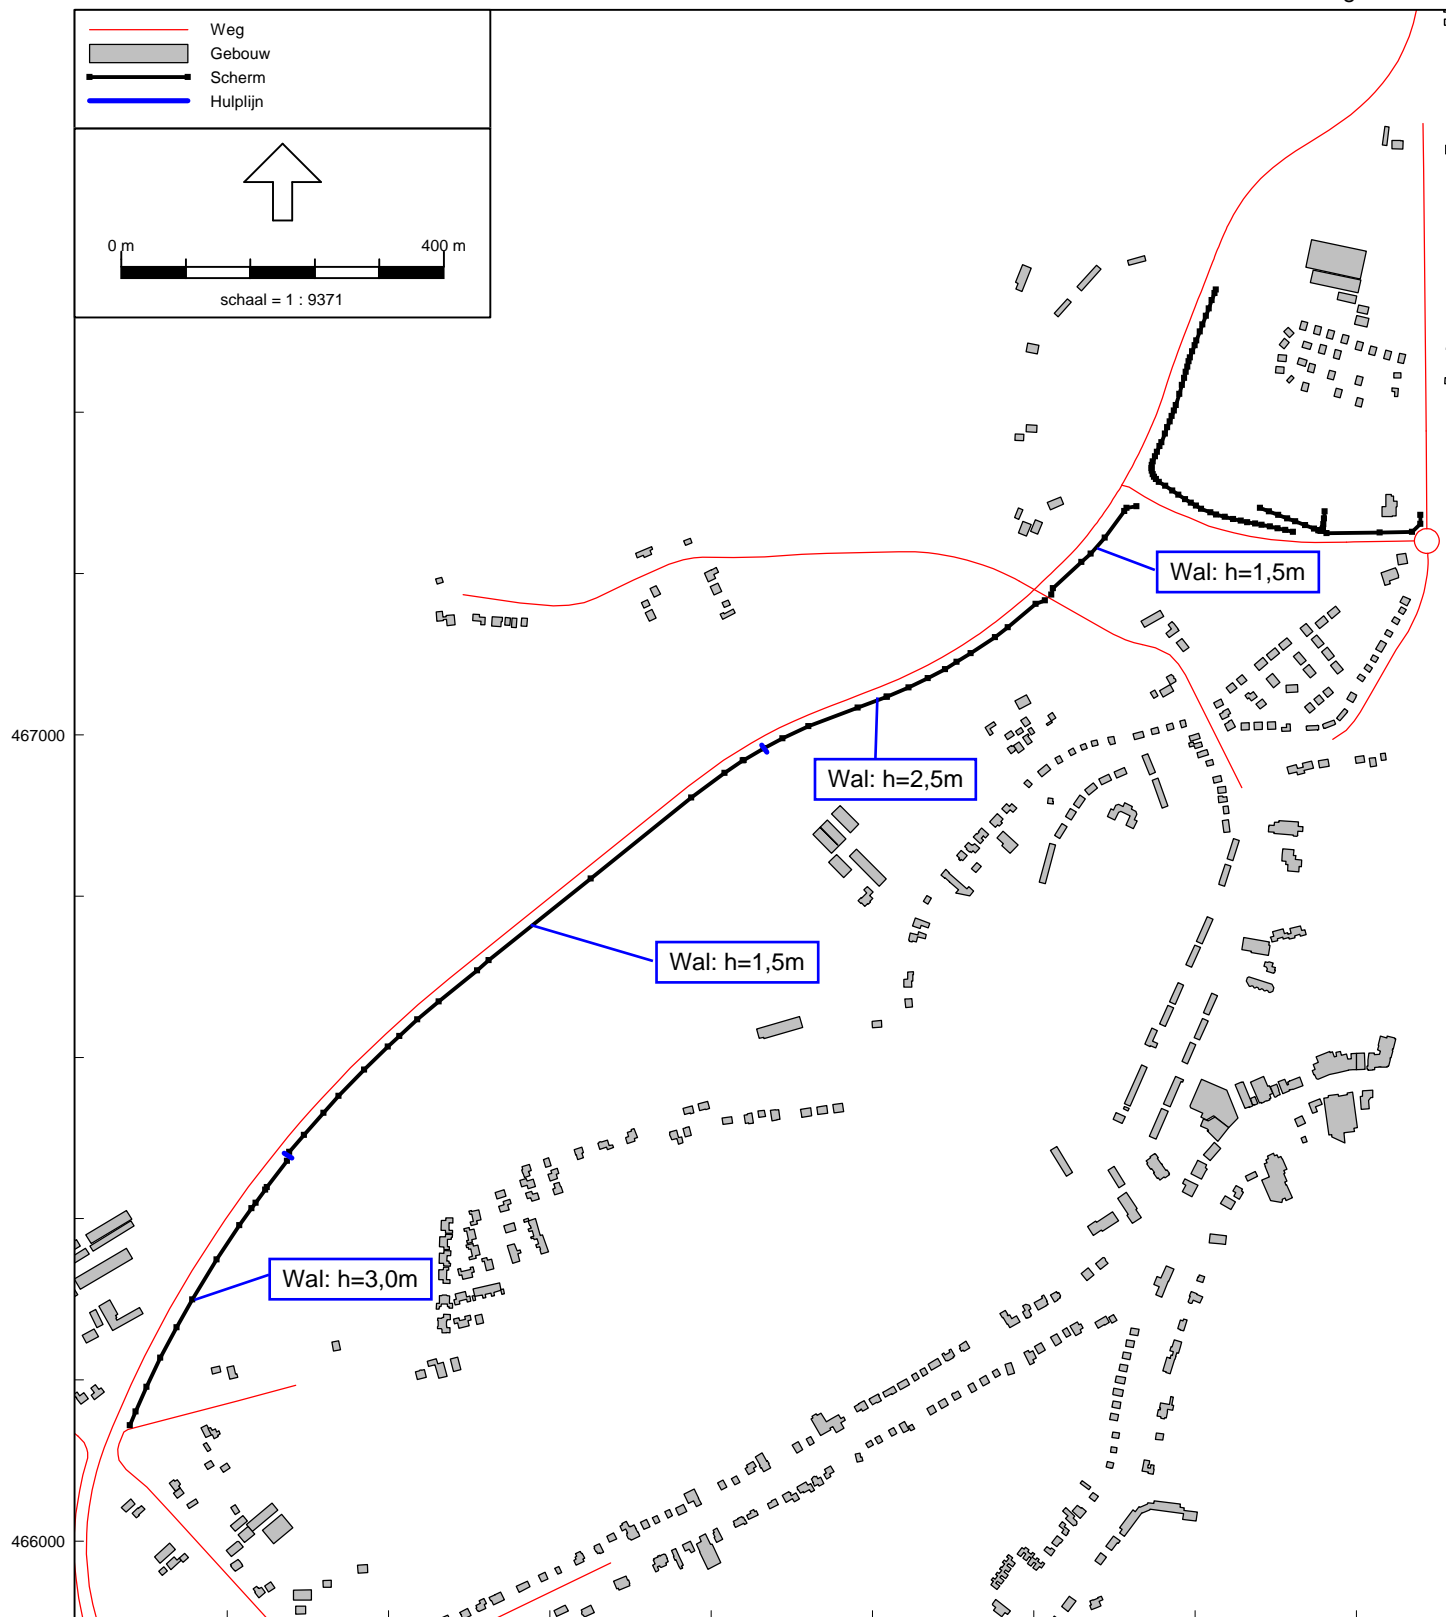 Weg
Gebouw
Scherm
Hulplijn
0 m
400 m
schaal = 1 : 9371
Wal: h=1,5m
467000
Wal: h=2,5m
Wal: h=1,5m
Wal: h=3,0m
466000